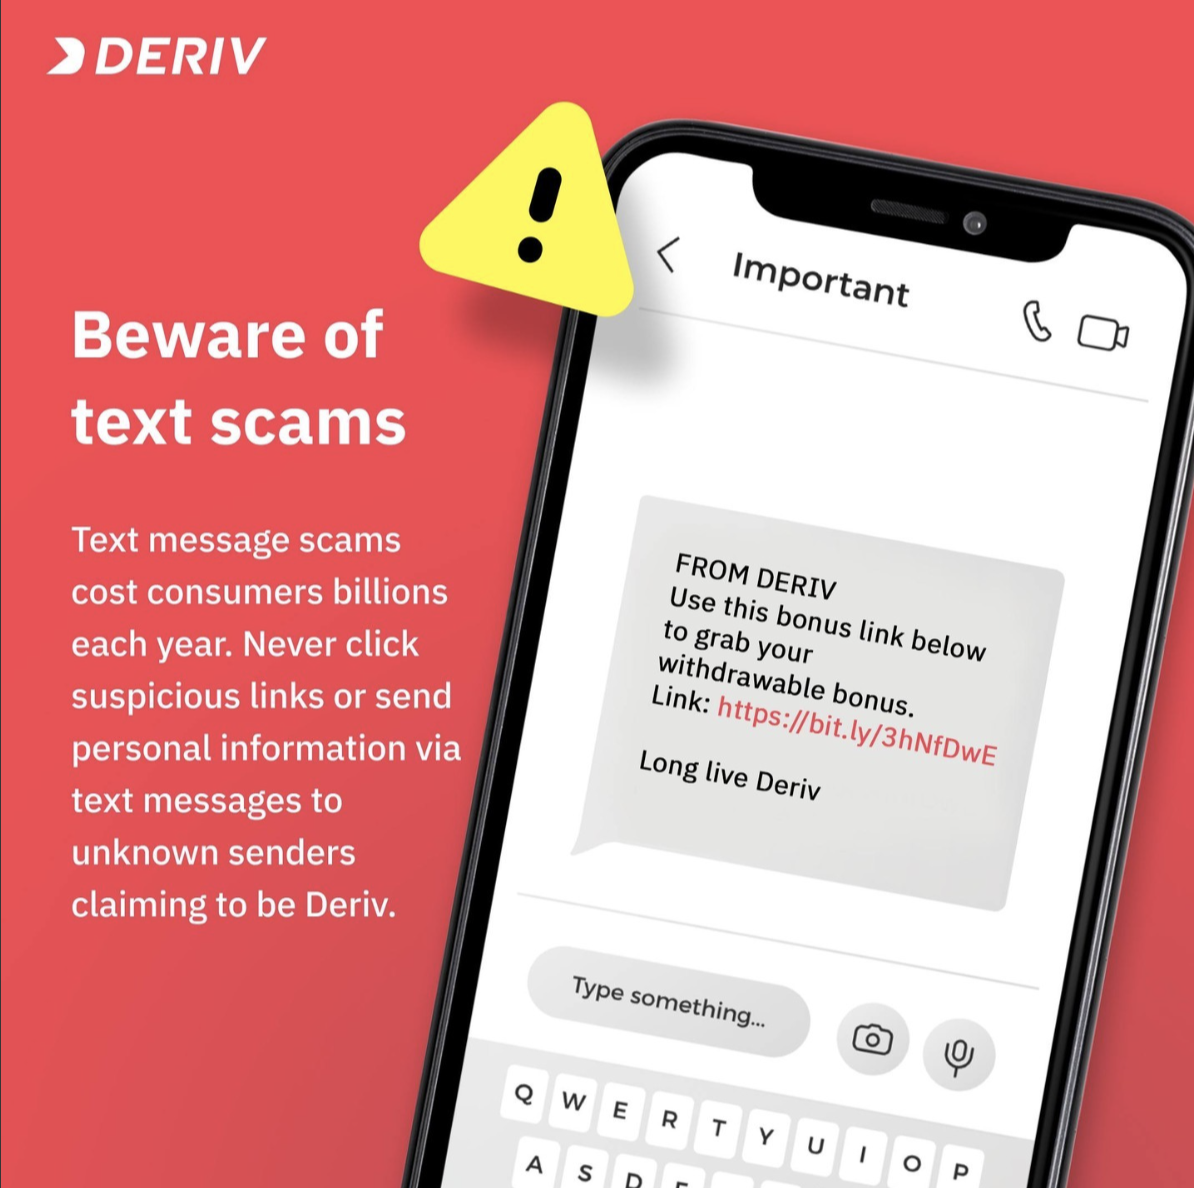 DERIV
Beware of
text scams
Text message scams
cost consumers billions
each year. Never click
suspicious links or send
personal information via
text messages to
unknown senders
claiming to be Deriv.
Important
FROM DERIV
Use this bonus link below
to grab your
withdrawable bonus.
Link: https://bit.ly/3hNfDwE
Long live Deriv
Type something...
Q W E R T Y U I O P
A S D